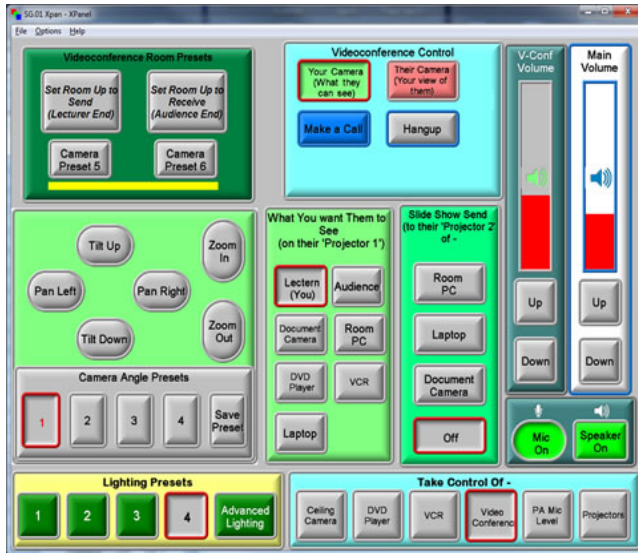 SG.01 Xpan - XPanel
File Options Help
Videoconference Room Presets
Set Room Up to
Send
(Lecturer End)
Set Room Up to
Receive
(Audience End)
Camera
Preset 5
Camera
Preset 6
Videoconference Control
Your Camera
(What they
can see)
Their Camera
(Your view of
them)
Make a Call
Hangup
V-Conf
Volume
Up
Down
Main
Volume
Up
Down
Tilt Up
Zoom
In
Pan Left
Pan Right
Tilt Down
Zoom
Out
Camera Angle Presets
1
2
3
4
Save
Preset
What You want Them to
See
(on their 'Projector 1')
Lectern
(You)
Audience
Document
Camera
Room
PC
DVD
Player
VCR
Laptop
Slide Show Send
(to their 'Projector 2'
of -
Room
PC
Laptop
Document
Camera
Off
Mic
On
Speaker
On
Lighting Presets
1
2
3
4
Advanced
Lighting
Take Control Of -
Ceiling
Camera
DVD
Player
VCR
Video
Conferenc
PA Mic
Level
Projectors